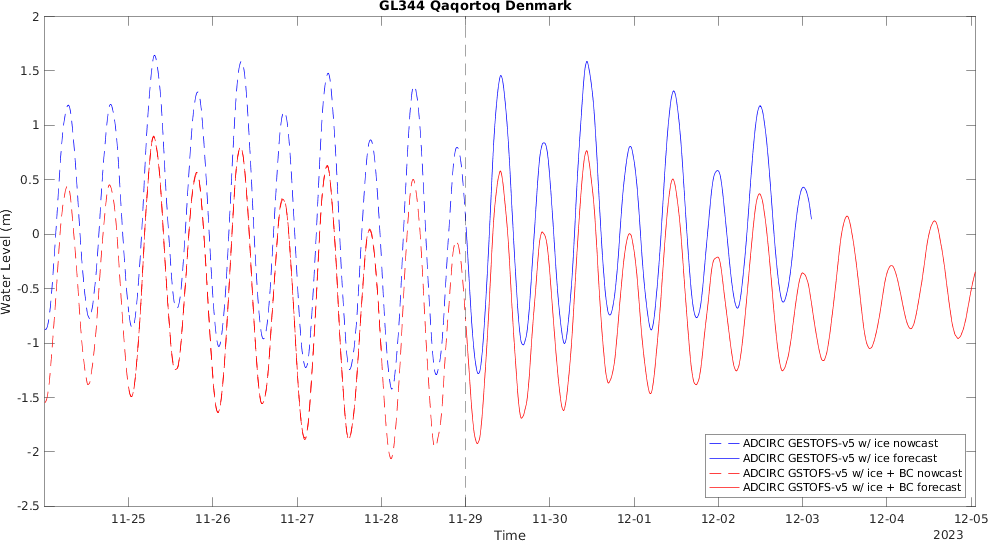 GL344 Qaqortoq Denmark
2
1.5
1
0.5
0
-0.5
-1
-1.5
-2
-2.5
Water Level (m)
ADCIRC GESTOFS-v5 w/ ice nowcast
ADCIRC GESTOFS-v5 w/ ice forecast
ADCIRC GSTOFS-v5 w/ ice + BC nowcast
ADCIRC GSTOFS-v5 w/ ice + BC forecast
11-25 11-26 11-27 11-28 11-29 11-30 12-01 12-02 12-03 12-04 12-05
Time
2023